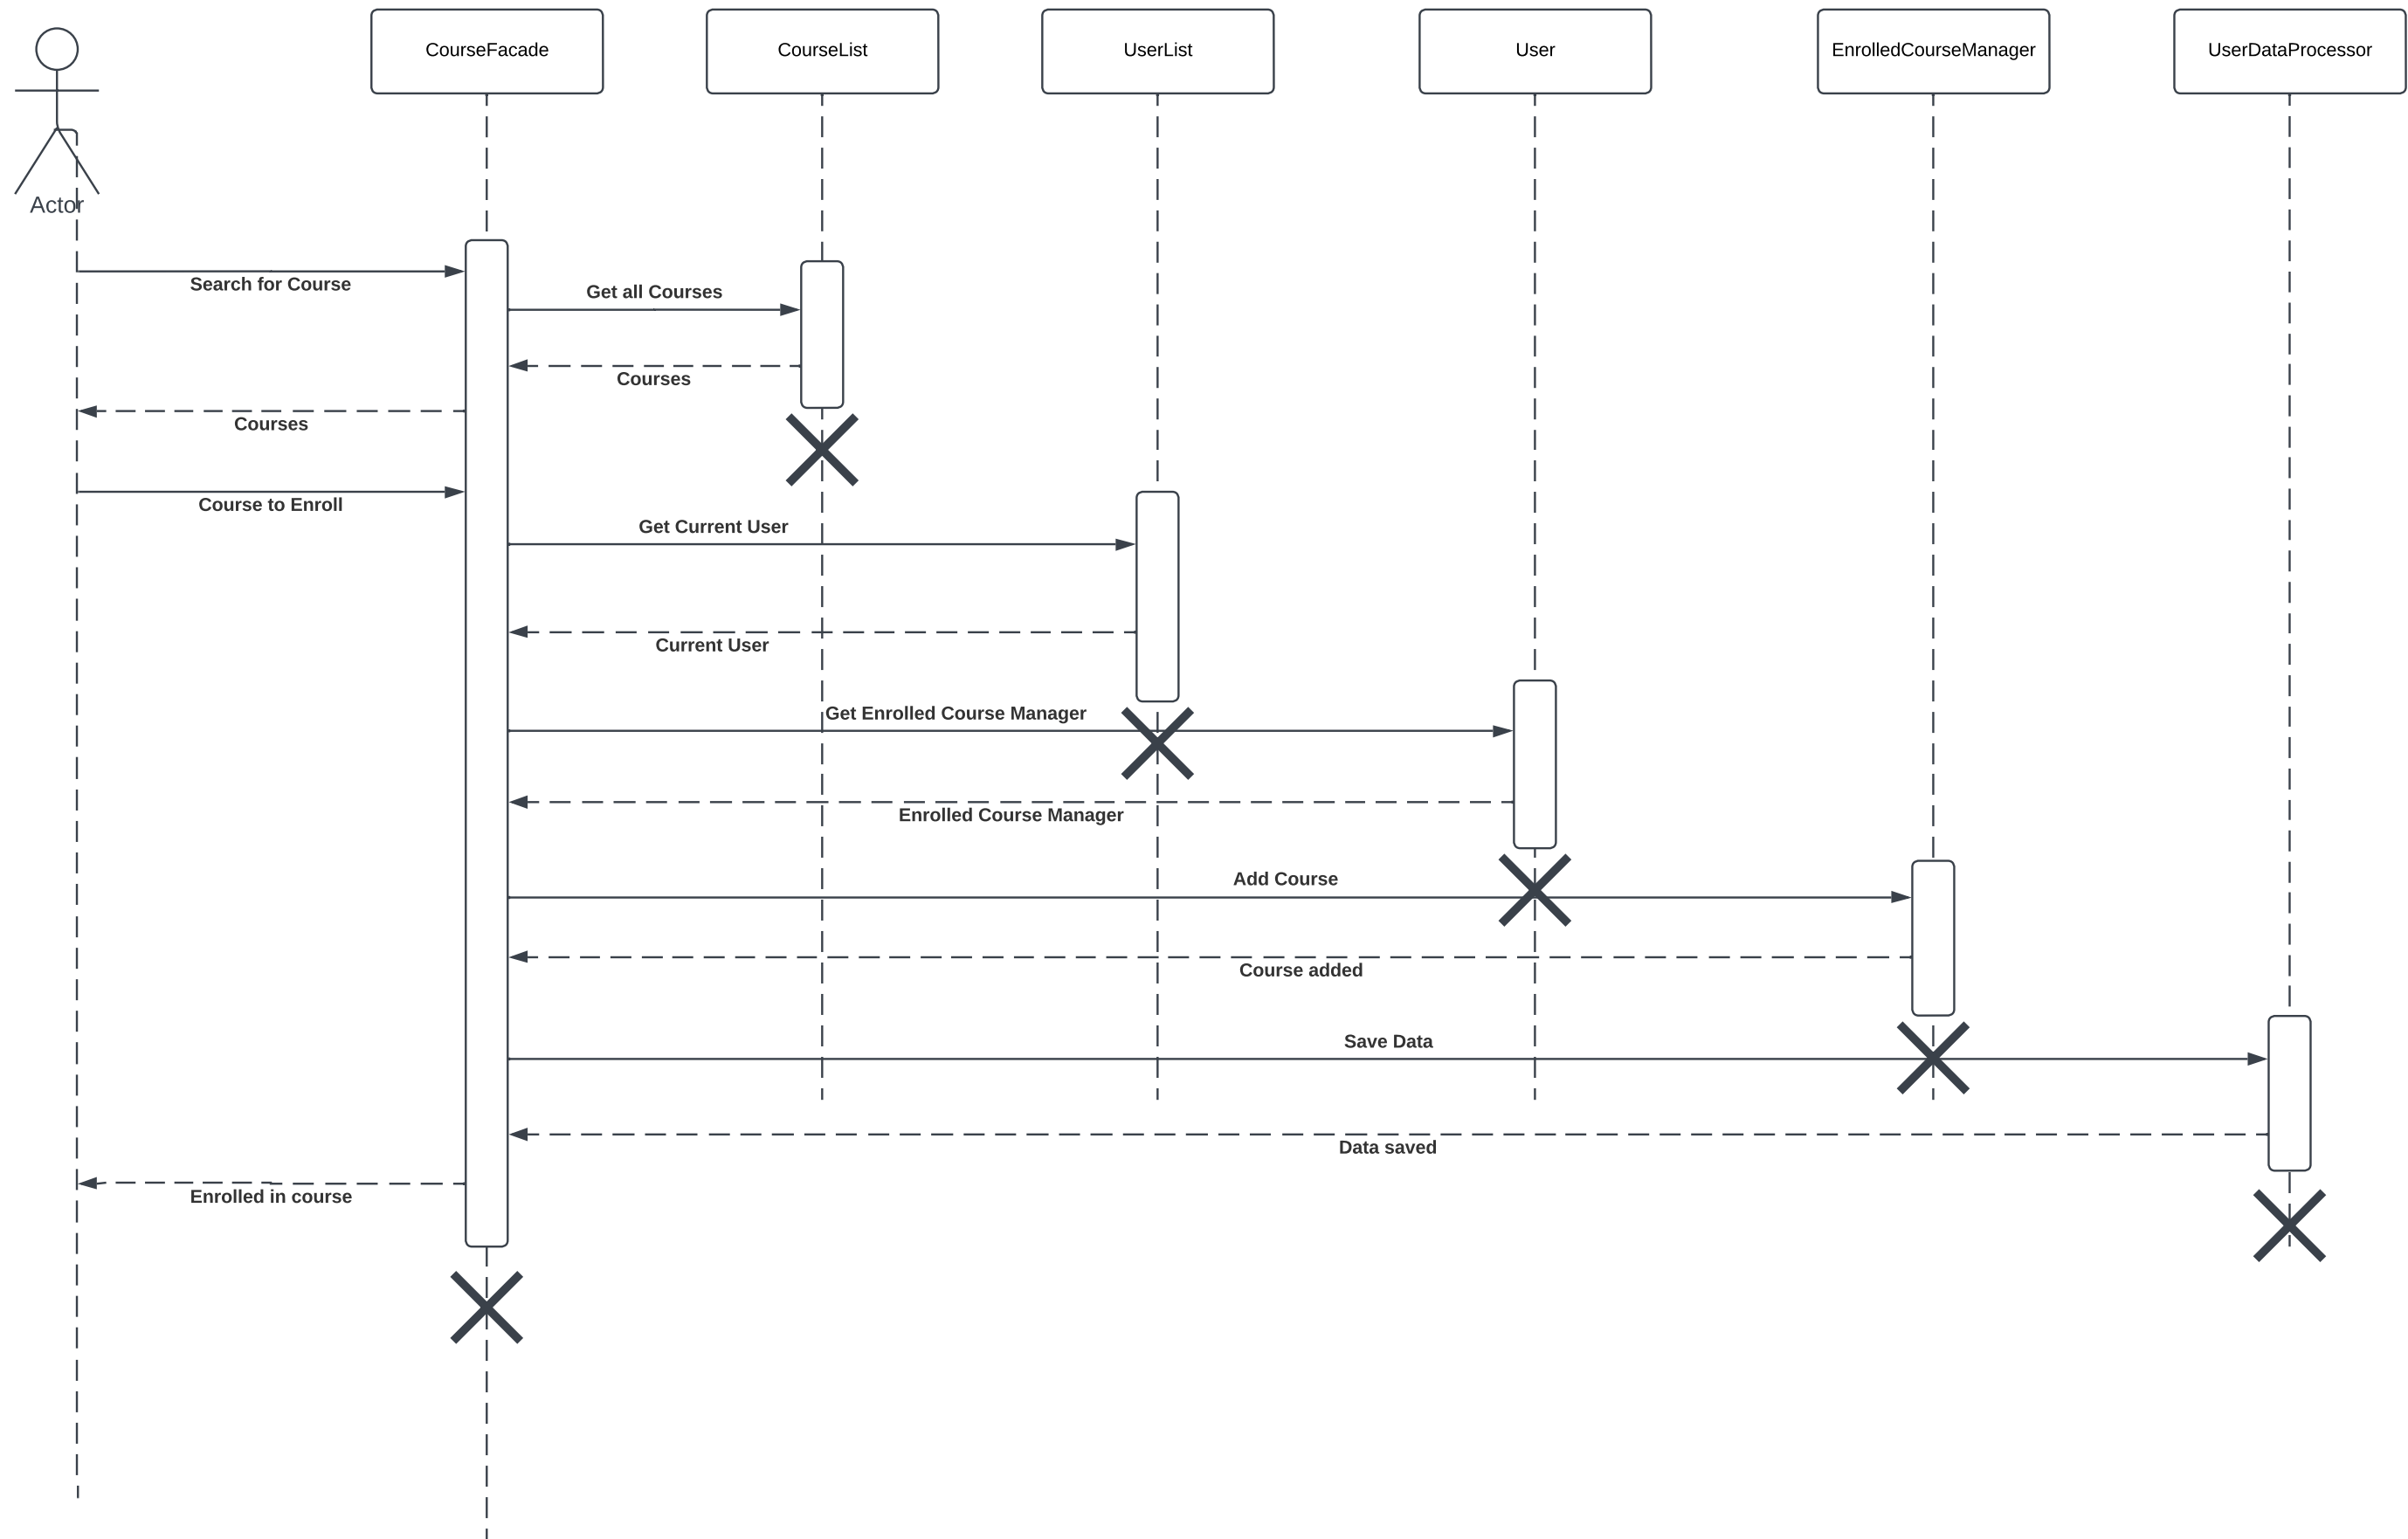 CourseFacade
CourseList
UserList
User
EnrolledCourseManager
UserDataProcessor
Actor
Search for Course
Get all Courses
Courses
Courses
Course to Enroll
Get Current User
Current User
Get Enrolled Course Manager
Enrolled Course Manager
Add Course
Course added
Save Data
Data saved
Enrolled in course